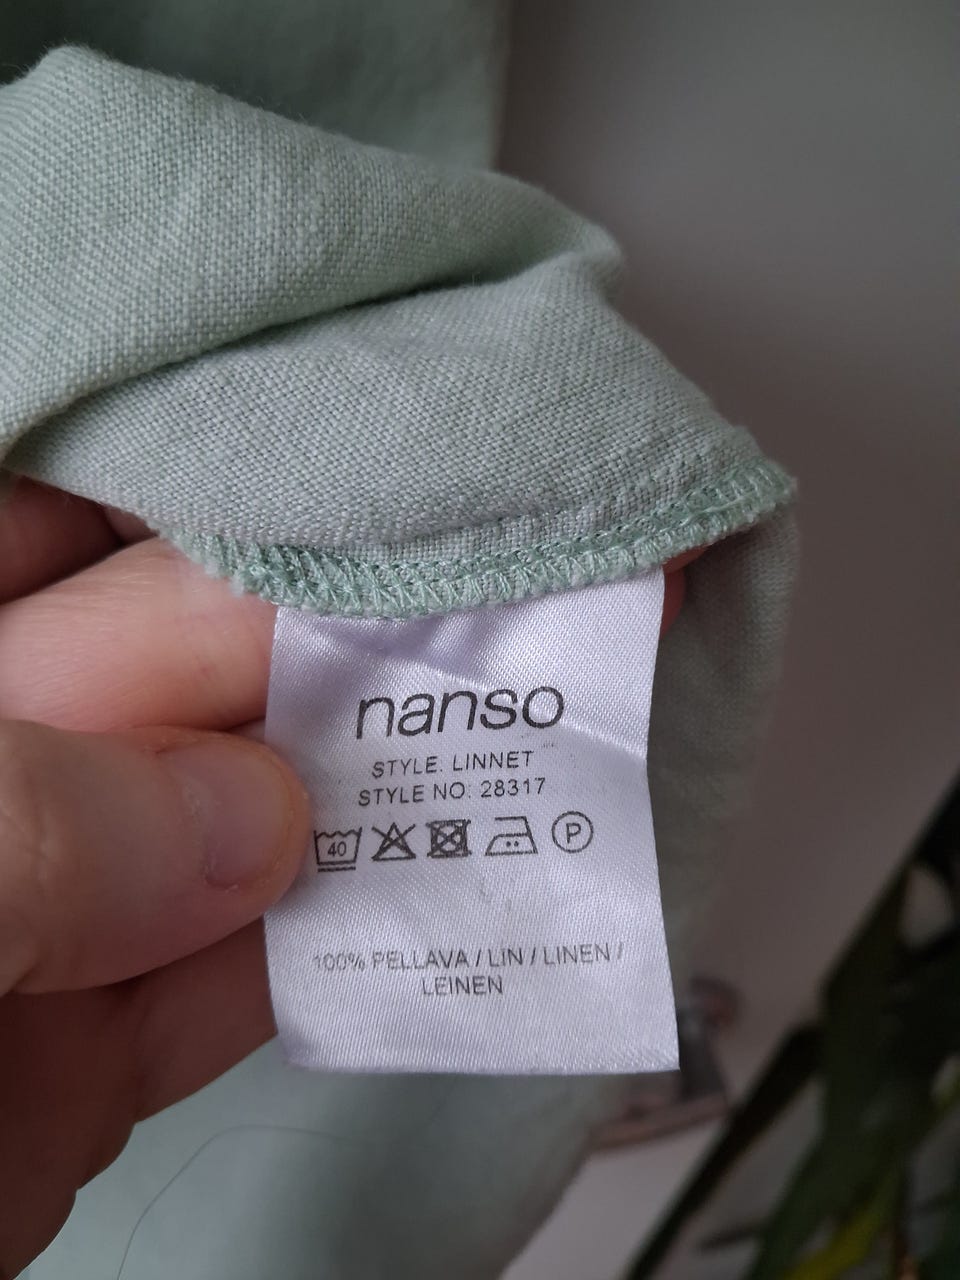 nanso
STYLE. LINNET
STYLE NO: 28317
40 P
100% PELLAVA / LIN / LINEN /
LEINEN